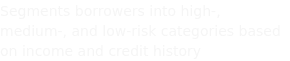 Segments borrowers into high-,
medium-, and low-risk categories based
on income and credit history